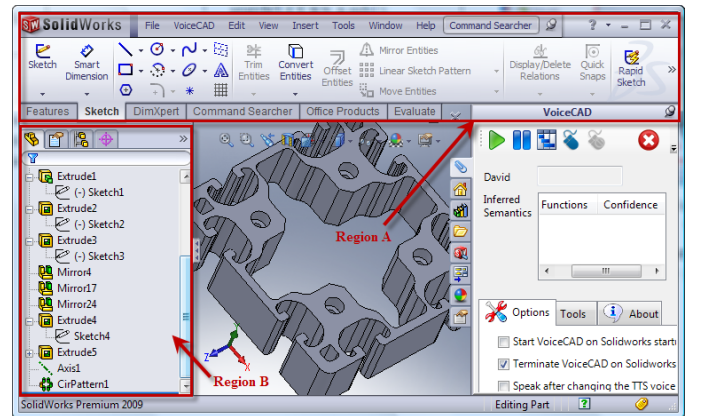 SolidWorks File VoiceCAD Edit View Insert Tools Window Help Command Searcher ?
Sketch Smart Dimension Trim Entities Convert Entities Offset Entities Mirror Entities Display/Delete Relations Quick Snaps Rapid Sketch
Linear Sketch Pattern
Move Entities
Features Sketch DimXpert Command Searcher Office Products Evaluate VoiceCAD
Extrude1
(-) Sketch1
Extrude2
(-) Sketch2
Extrude3
(-) Sketch3
Mirror4
Mirror17
Mirror24
Extrude4
Sketch4
Extrude5
Axis1
CirPattern1
Region A
Region B
Z
X
David
Inferred Semantics Functions Confidence
Options Tools About
Start VoiceCAD on Solidworks starti
Terminate VoiceCAD on Solidworks
Speak after changing the TTS voice
SolidWorks Premium 2009 Editing Part ?